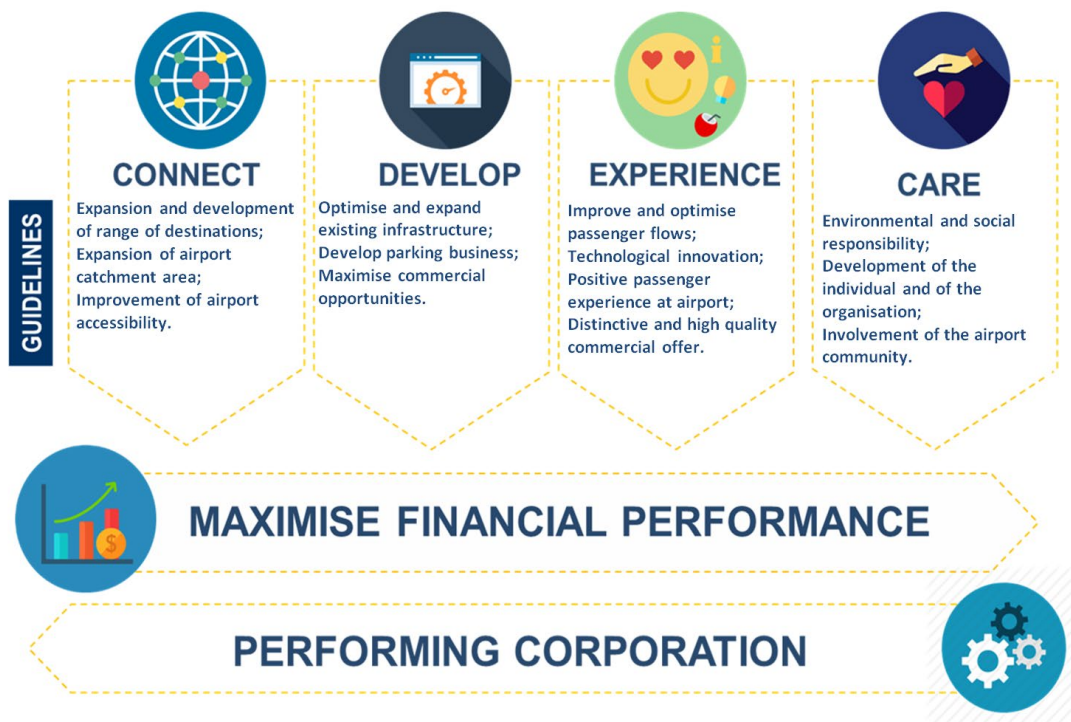 GUIDELINES
CONNECT
Expansion and development
of range of destinations;
Expansion of airport
catchment area;
Improvement of airport
accessibility.
DEVELOP
Optimise and expand
existing infrastructure;
Develop parking business;
Maximise commercial
opportunities.
EXPERIENCE
Improve and optimise
passenger flows;
Technological innovation;
Positive passenger
experience at airport;
Distinctive and high quality
commercial offer.
CARE
Environmental and social
responsibility;
Development of the
individual and of the
organisation;
Involvement of the airport
community.
$
MAXIMISE FINANCIAL PERFORMANCE
PERFORMING CORPORATION